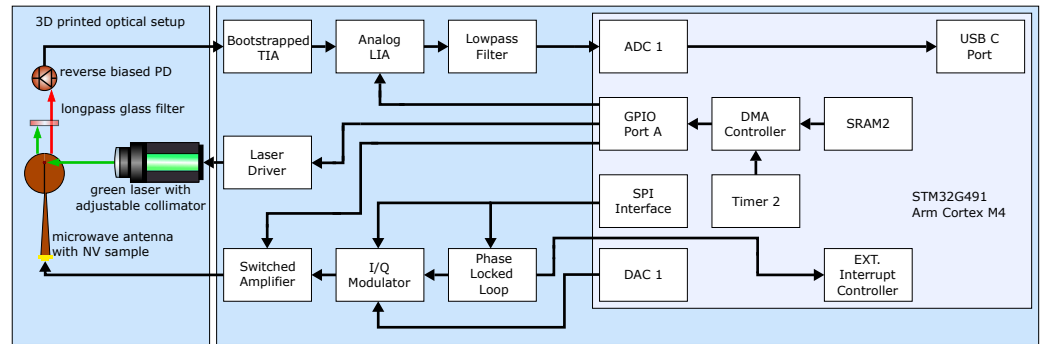 3D printed optical setup
reverse biased PD
longpass glass filter
green laser with
adjustable collimator
microwave antenna
with NV sample
Bootstrapped
TIA
Analog
LIA
Lowpass
Filter
ADC 1
USB C
Port
GPIO
Port A
DMA
Controller
SRAM2
Laser
Driver
SPI
Interface
Timer 2
STM32G491
Arm Cortex M4
Switched
Amplifier
I/Q
Modulator
Phase
Locked
Loop
DAC 1
EXT.
Interrupt
Controller